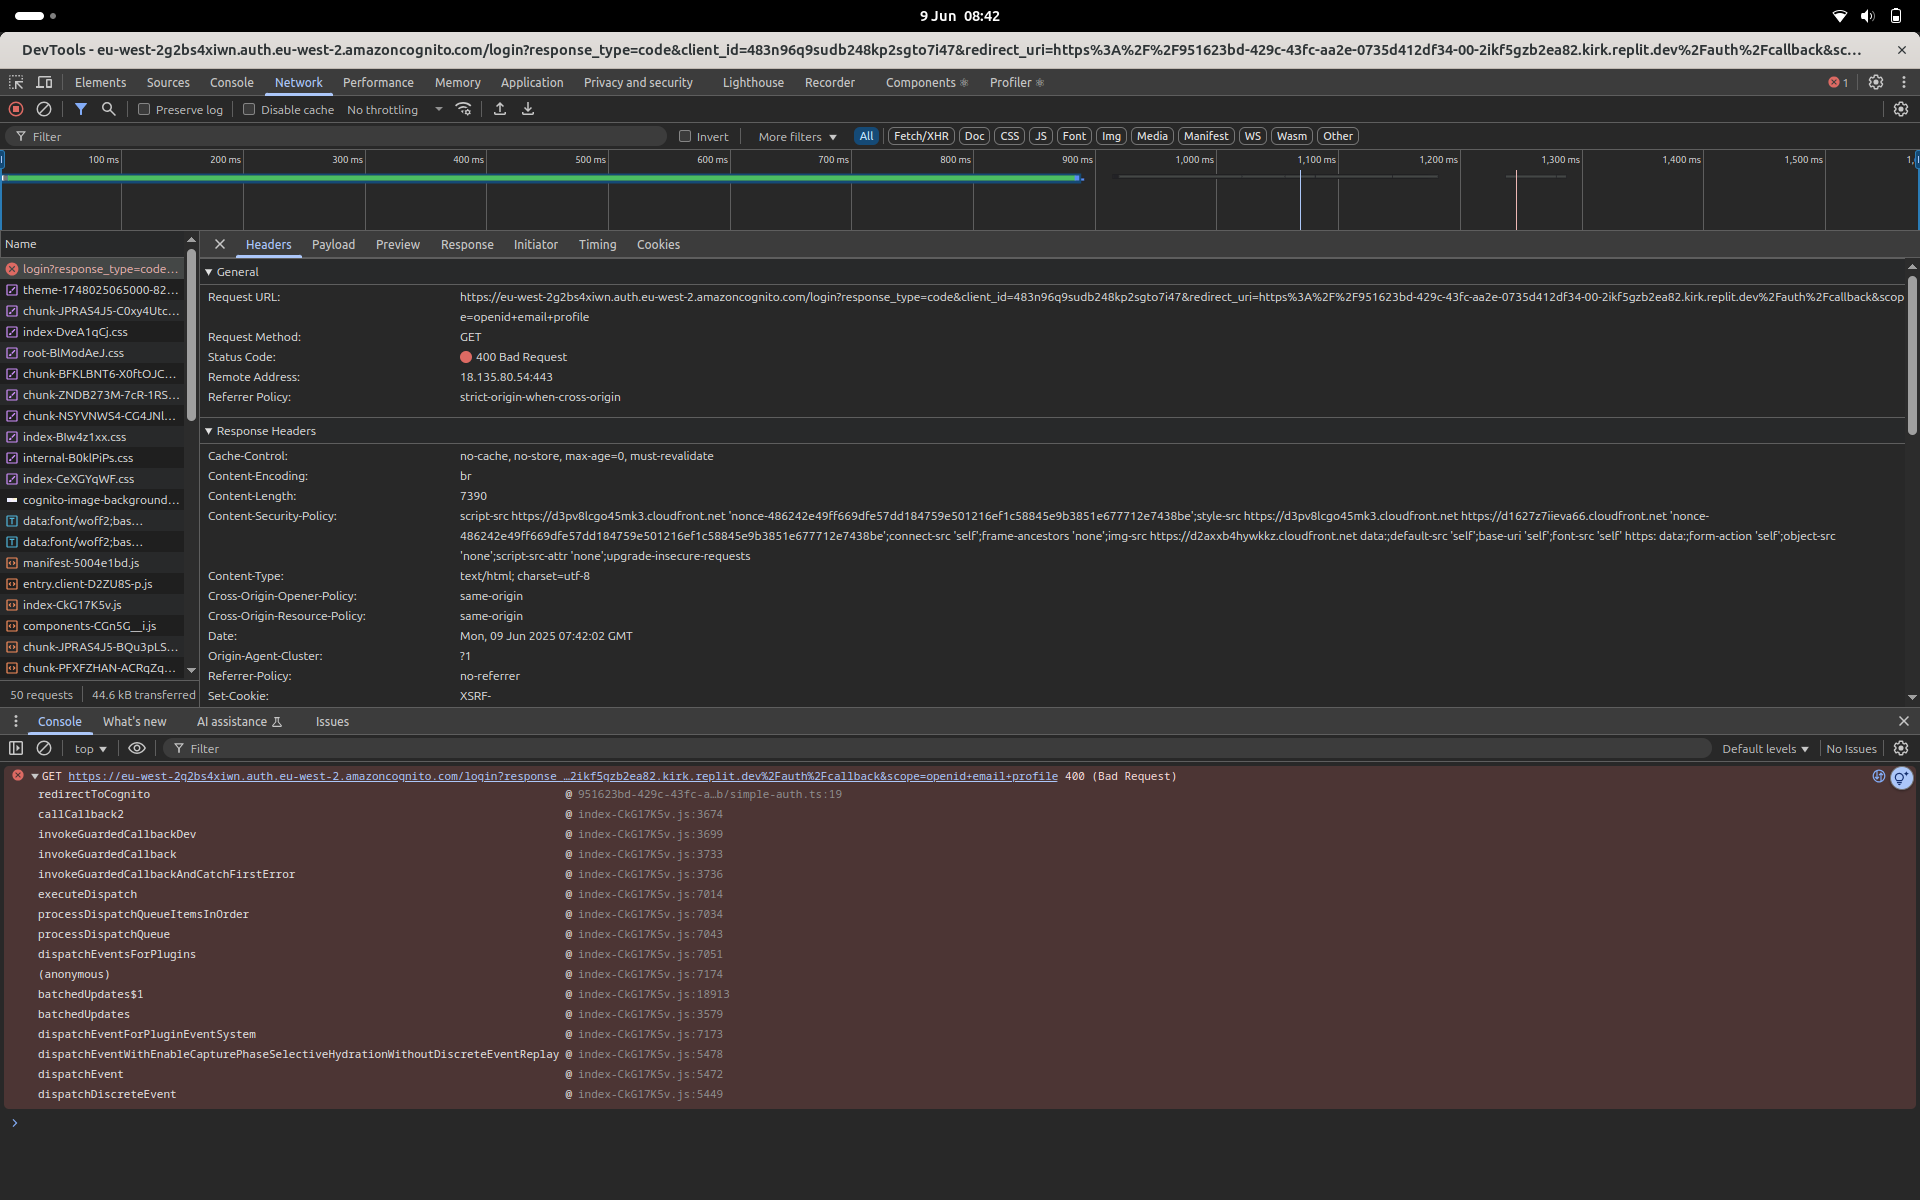 9 Jun 08:42
DevTools - eu-west-2g2bs4xiwn.auth.eu-west-2.amazoncognito.com/login?response_type=code&client_id=483n96q9sudb248kp2sgto7i47&redirect_uri=https%3A%2F%2F951623bd-429c-43fc-aa2e-0735d412df34-00-2ikf5gzb2ea82.kirk.replit.dev%2Fauth%2Fcallback&sc...
Elements Sources Console Network Performance Memory Application Privacy and security Lighthouse Recorder Components Profiler 1
Preserve log Disable cache No throttling
Filter Invert More filters All Fetch/XHR Doc CSS JS Font Img Media Manifest WS Wasm Other
100 ms 200 ms 300 ms 400 ms 500 ms 600 ms 700 ms 800 ms 900 ms 1,000 ms 1,100 ms 1,200 ms 1,300 ms 1,400 ms 1,500 ms
Name
login?response_type=code...
theme-1748025065000-82...
chunk-JPRAS4J5-C0xy4Utc...
index-DveA1qCj.css
root-BlModAeJ.css
chunk-BFKLBNT6-X0ftOJC...
chunk-ZNDB273M-7cR-1RS...
chunk-NSYVNWS4-CG4JNl...
index-BIw4z1xx.css
internal-B0klPiPs.css
index-CeXGYqWF.css
cognito-image-background...
data:font/woff2;bas...
data:font/woff2;bas...
manifest-5004e1bd.js
entry.client-D2ZU8S-p.js
index-CkG17K5v.js
components-CGn5G__i.js
chunk-JPRAS4J5-BQu3pLS...
chunk-PFXFZHAN-ACRqZq...
50 requests 44.6 kB transferred
Headers Payload Preview Response Initiator Timing Cookies
General
Request URL: https://eu-west-2g2bs4xiwn.auth.eu-west-2.amazoncognito.com/login?response_type=code&client_id=483n96q9sudb248kp2sgto7i47&redirect_uri=https%3A%2F%2F951623bd-429c-43fc-aa2e-0735d412df34-00-2ikf5gzb2ea82.kirk.replit.dev%2Fauth%2Fcallback&scop
e=openid+email+profile
Request Method: GET
Status Code: 400 Bad Request
Remote Address: 18.135.80.54:443
Referrer Policy: strict-origin-when-cross-origin
Response Headers
Cache-Control: no-cache, no-store, max-age=0, must-revalidate
Content-Encoding: br
Content-Length: 7390
Content-Security-Policy: script-src https://d3pv8lcgo45mk3.cloudfront.net 'nonce-486242e49ff669dfe57dd184759e501216ef1c58845e9b3851e677712e7438be';style-src https://d3pv8lcgo45mk3.cloudfront.net https://d1627z7iieva66.cloudfront.net 'nonce-
486242e49ff669dfe57dd184759e501216ef1c58845e9b3851e677712e7438be';connect-src 'self';frame-ancestors 'none';img-src https://d2axxb4hywkkz.cloudfront.net data:;default-src 'self';base-uri 'self';font-src 'self' https: data:;form-action 'self';object-src
'none';script-src-attr 'none';upgrade-insecure-requests
Content-Type: text/html; charset=utf-8
Cross-Origin-Opener-Policy: same-origin
Cross-Origin-Resource-Policy: same-origin
Date: Mon, 09 Jun 2025 07:42:02 GMT
Origin-Agent-Cluster: ?1
Referrer-Policy: no-referrer
Set-Cookie: XSRF-
Console What's new AI assistance Issues
top Filter Default levels No Issues
GET https://eu-west-2g2bs4xiwn.auth.eu-west-2.amazoncognito.com/login?response_…2ikf5gzb2ea82.kirk.replit.dev%2Fauth%2Fcallback&scope=openid+email+profile 400 (Bad Request)
redirectToCognito @ 951623bd-429c-43fc-a…b/simple-auth.ts:19
callCallback2 @ index-CkG17K5v.js:3674
invokeGuardedCallbackDev @ index-CkG17K5v.js:3699
invokeGuardedCallback @ index-CkG17K5v.js:3733
invokeGuardedCallbackAndCatchFirstError @ index-CkG17K5v.js:3736
executeDispatch @ index-CkG17K5v.js:7014
processDispatchQueueItemsInOrder @ index-CkG17K5v.js:7034
processDispatchQueue @ index-CkG17K5v.js:7043
dispatchEventsForPlugins @ index-CkG17K5v.js:7051
(anonymous) @ index-CkG17K5v.js:7174
batchedUpdates$1 @ index-CkG17K5v.js:18913
batchedUpdates @ index-CkG17K5v.js:3579
dispatchEventForPluginEventSystem @ index-CkG17K5v.js:7173
dispatchEventWithEnableCapturePhaseSelectiveHydrationWithoutDiscreteEventReplay @ index-CkG17K5v.js:5478
dispatchEvent @ index-CkG17K5v.js:5472
dispatchDiscreteEvent @ index-CkG17K5v.js:5449